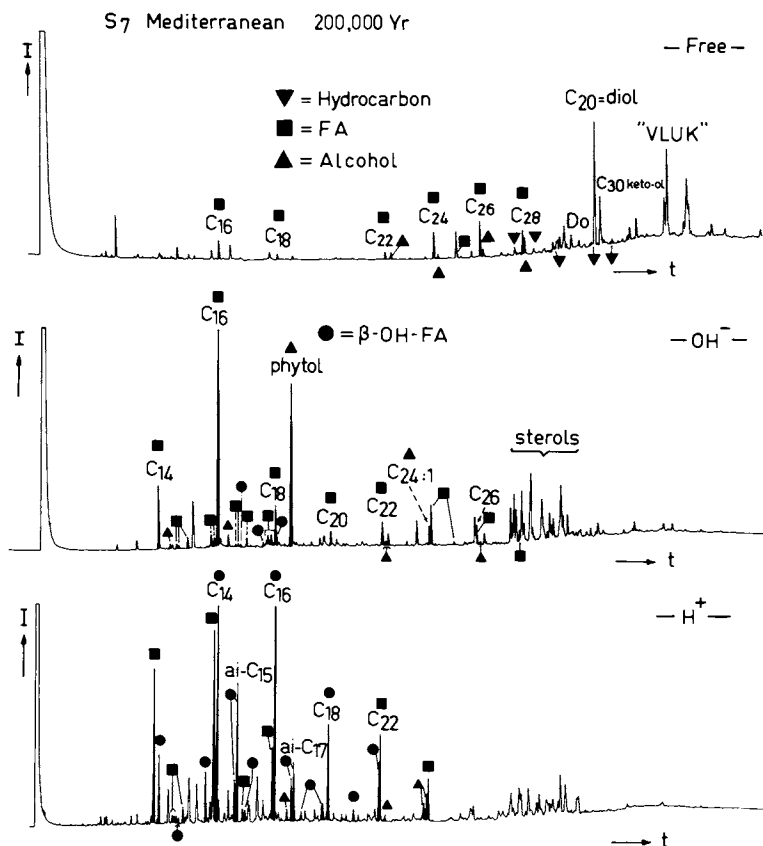 S7 Mediterranean 200,000 Yr
I
— Free —
▼ = Hydrocarbon
■ = FA
▲ = Alcohol
C20=diol
"VLUK"
C30 keto-ol
C16
C18
C22
C24
C26
C28
Do
t
I
● = β-OH-FA
— OH⁻ —
C16
phytol
C14
C18
C20
C22
C24:1
C26
sterols
t
I
— H⁺ —
C14
C16
ai-C15
ai-C17
C18
C22
t